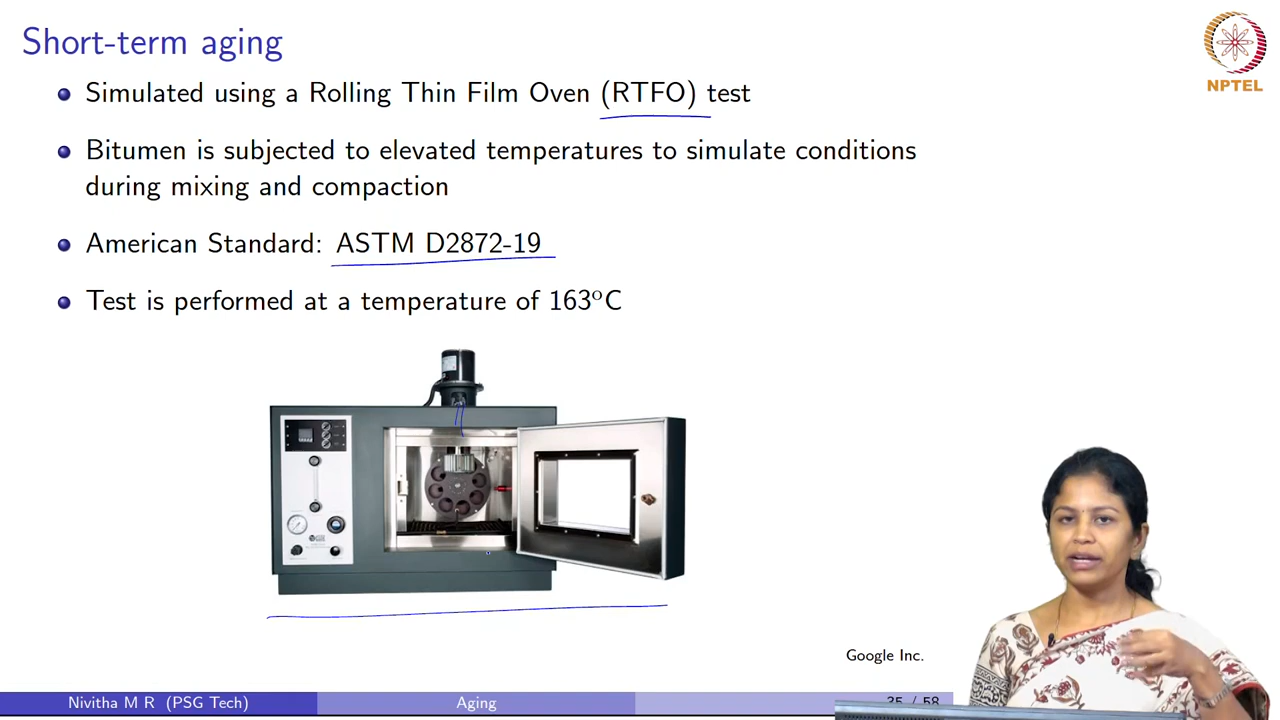 Short-term aging
NPTEL
Simulated using a Rolling Thin Film Oven (RTFO) test
Bitumen is subjected to elevated temperatures to simulate conditions
during mixing and compaction
American Standard: ASTM D2872-19
Test is performed at a temperature of 163°C
Google Inc.
Nivitha M R (PSG Tech)
Aging
35 / 58